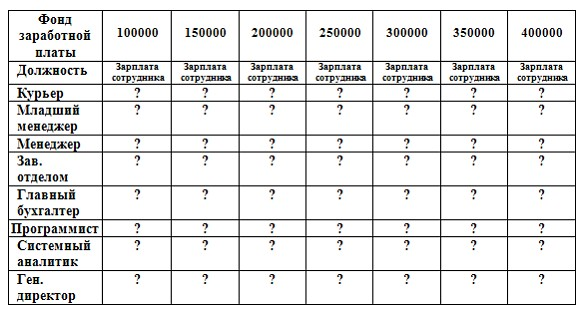 Фонд заработной платы 100000 150000 200000 250000 300000 350000 400000
Должность Зарплата сотрудника Зарплата сотрудника Зарплата сотрудника Зарплата сотрудника Зарплата сотрудника Зарплата сотрудника Зарплата сотрудника
Курьер ? ? ? ? ? ? ?
Младший менеджер ? ? ? ? ? ? ?
Менеджер ? ? ? ? ? ? ?
Зав. отделом ? ? ? ? ? ? ?
Главный бухгалтер ? ? ? ? ? ? ?
Программист ? ? ? ? ? ? ?
Системный аналитик ? ? ? ? ? ? ?
Ген. директор ? ? ? ? ? ? ?